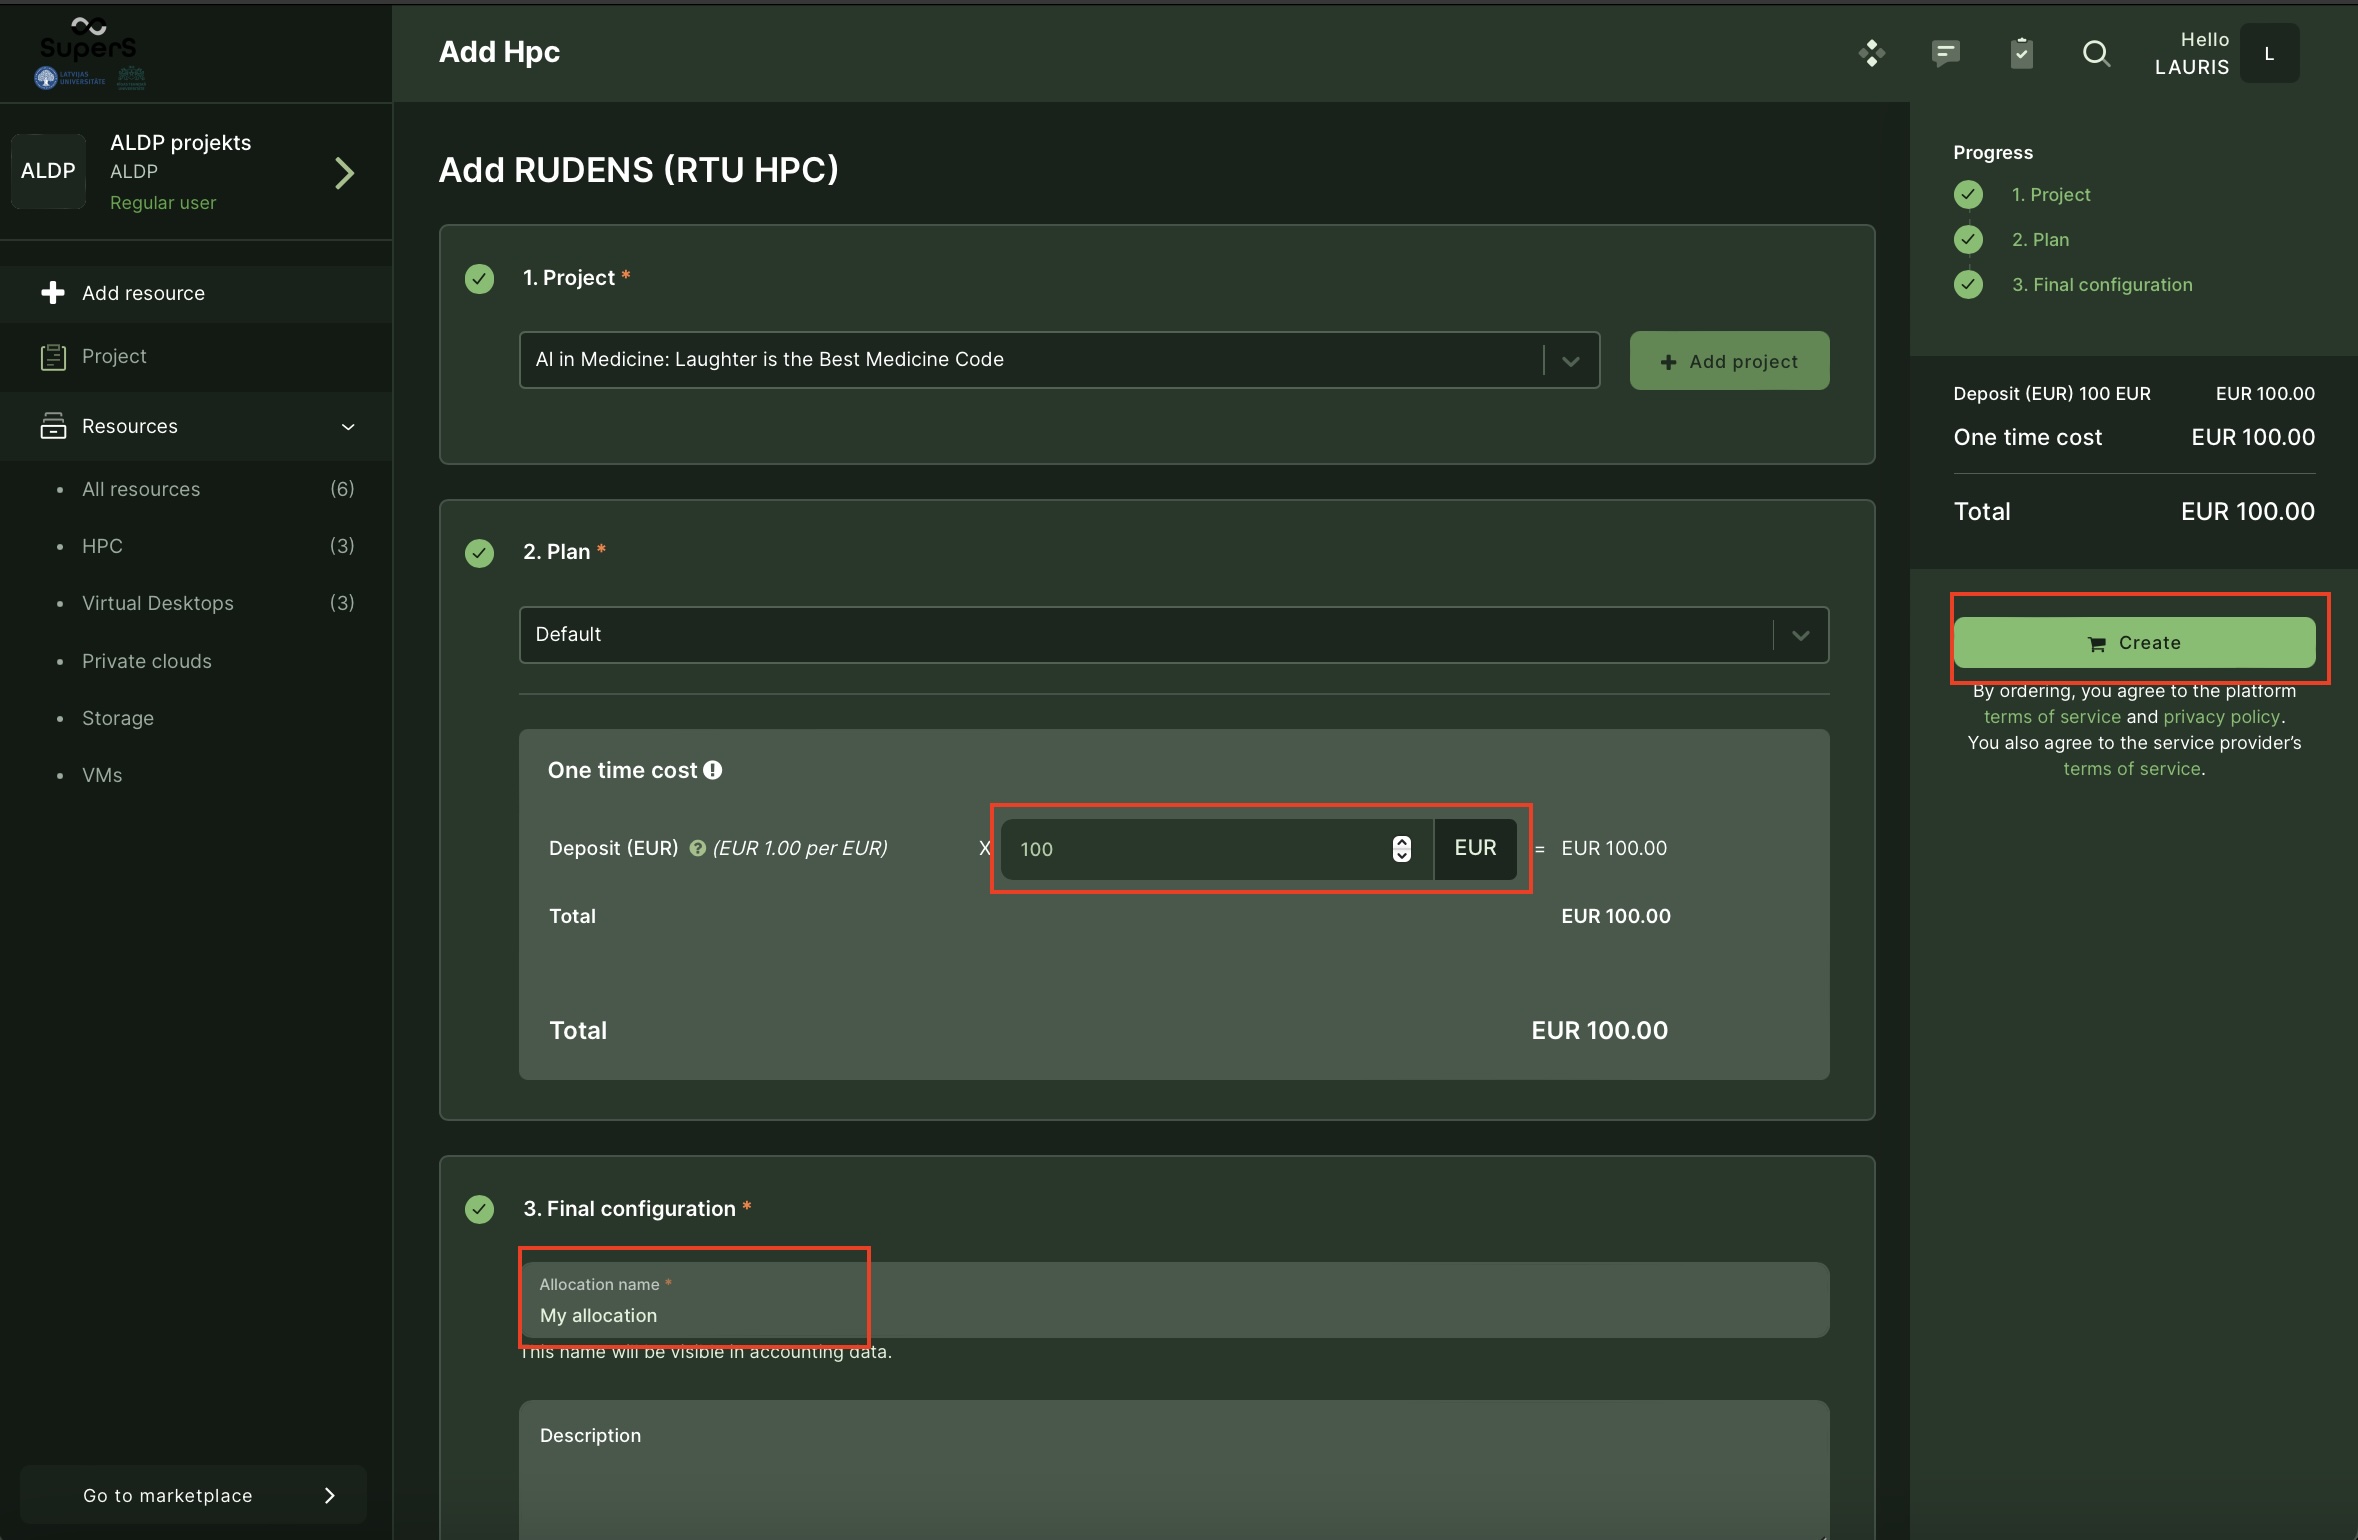 SuperS
LATVIJAS
UNIVERSITĀTE
Add Hpc
Hello
LAURIS
L
ALDP
ALDP projekts
ALDP
Regular user
Add resource
Project
Resources
All resources (6)
HPC (3)
Virtual Desktops (3)
Private clouds
Storage
VMs
Go to marketplace
Add RUDENS (RTU HPC)
1. Project *
AI in Medicine: Laughter is the Best Medicine Code
Add project
2. Plan *
Default
One time cost
Deposit (EUR) (EUR 1.00 per EUR) X 100 EUR = EUR 100.00
Total EUR 100.00
Total EUR 100.00
3. Final configuration *
Allocation name *
My allocation
This name will be visible in accounting data.
Description
Progress
1. Project
2. Plan
3. Final configuration
Deposit (EUR) 100 EUR EUR 100.00
One time cost EUR 100.00
Total EUR 100.00
Create
By ordering, you agree to the platform
terms of service and privacy policy.
You also agree to the service provider’s
terms of service.